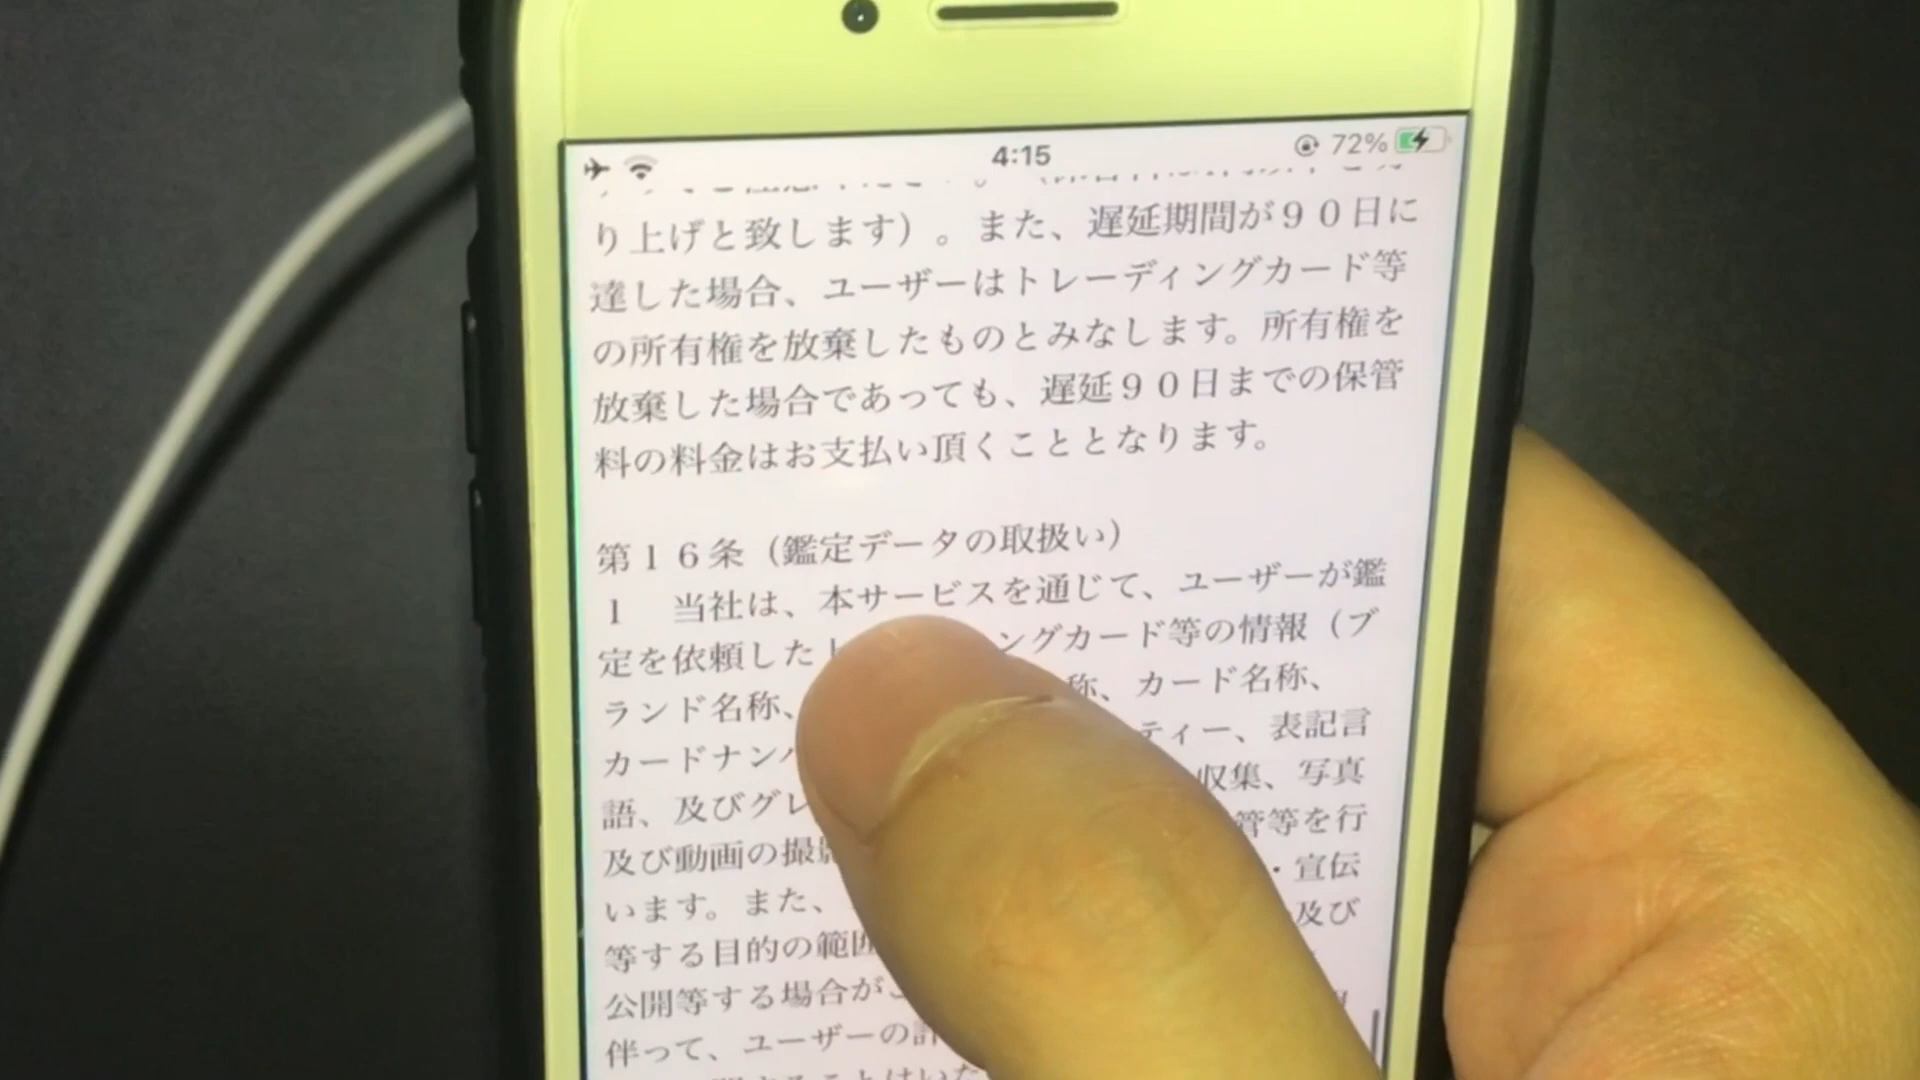 4:15
72%
り上げと致します）。また、遅延期間が９０日に
達した場合、ユーザーはトレーディングカード等
の所有権を放棄したものとみなします。所有権を
放棄した場合であっても、遅延９０日までの保管
料の料金はお支払い頂くこととなります。
第１６条（鑑定データの取扱い）
１　当社は、本サービスを通じて、ユーザーが鑑
定を依頼した ングカード等の情報（ブ
ランド名称、 称、カード名称、
カードナン ティー、表記言
語、及びグレ 収集、写真
及び動画の撮影 管等を行
います。また、 ・宣伝
等する目的の範囲 及び
公開等する場合が
伴って、ユーザーの